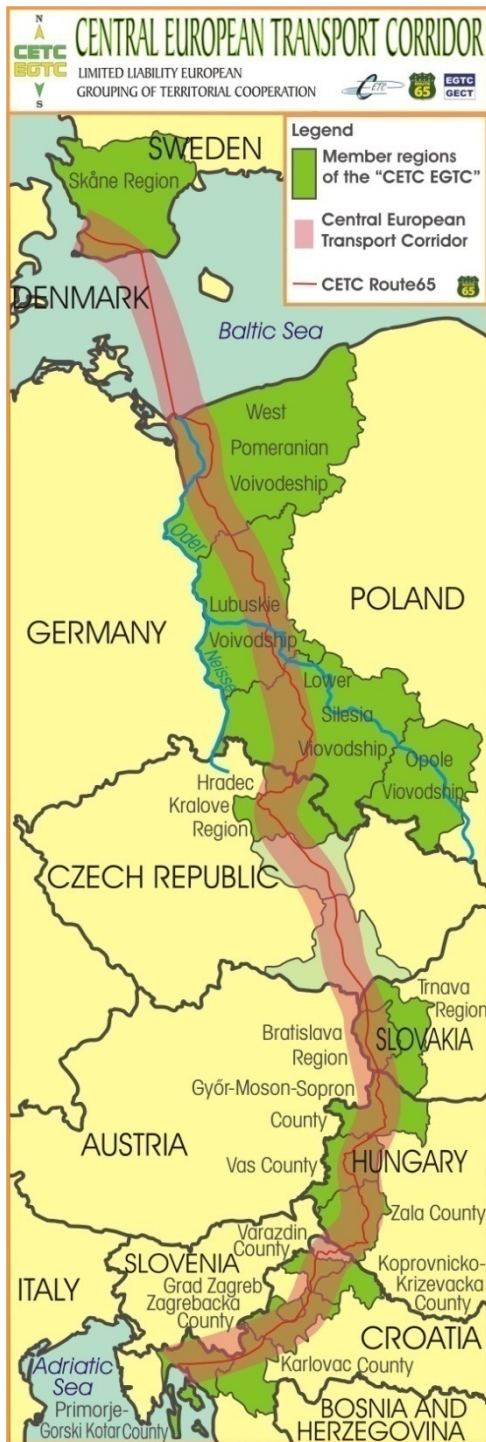 N
CETC
EGTC
S
CENTRAL EUROPEAN TRANSPORT CORRIDOR
LIMITED LIABILITY EUROPEAN
GROUPING OF TERRITORIAL COOPERATION
CETC
65
EGTC
GECT
Legend
Member regions
of the “CETC EGTC”
Central European
Transport Corridor
CETC Route65
65
SWEDEN
Skåne Region
DENMARK
Baltic Sea
West
Pomeranian
Voivodeship
Oder
Lubuskie
Voivodship
POLAND
GERMANY
Neisse
Lower
Silesia
Viovodship
Opole
Viovodship
Hradec
Kralove
Region
CZECH REPUBLIC
Trnava
Region
Bratislava
Region
SLOVAKIA
Győr-Moson-Sopron
County
AUSTRIA
Vas County
HUNGARY
Zala County
Varazdin
County
SLOVENIA
Koprovnicko-
Krizevacka
County
ITALY
Grad Zagreb
Zagrebacka
County
CROATIA
Karlovac County
Adriatic
Sea
Primorje-
Gorski Kotar County
BOSNIA AND
HERZEGOVINA